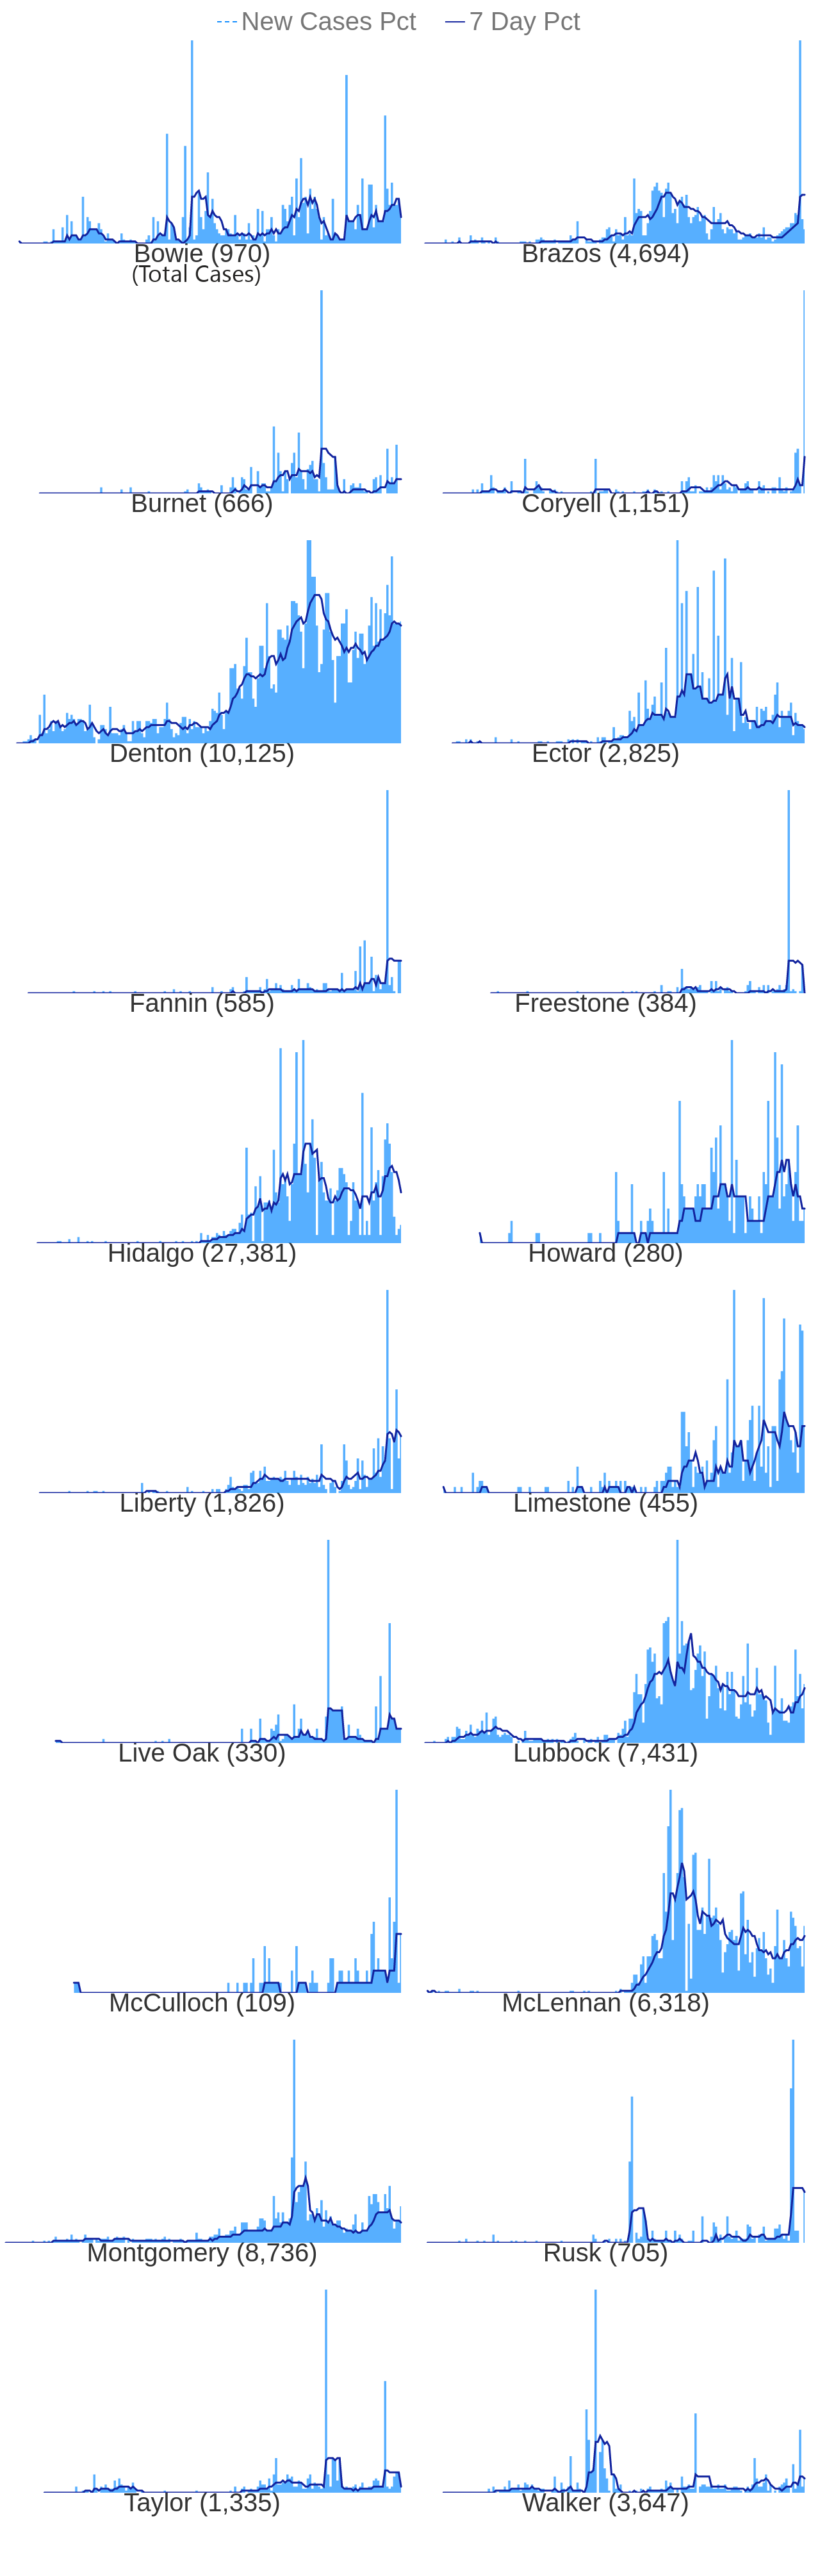 New Cases Pct 7 Day Pct
Bowie (970) Brazos (4,694)
(Total Cases)
Burnet (666) Coryell (1,151)
Denton (10,125) Ector (2,825)
Fannin (585) Freestone (384)
Hidalgo (27,381) Howard (280)
Liberty (1,826) Limestone (455)
Live Oak (330) Lubbock (7,431)
McCulloch (109) McLennan (6,318)
Montgomery (8,736) Rusk (705)
Taylor (1,335) Walker (3,647)